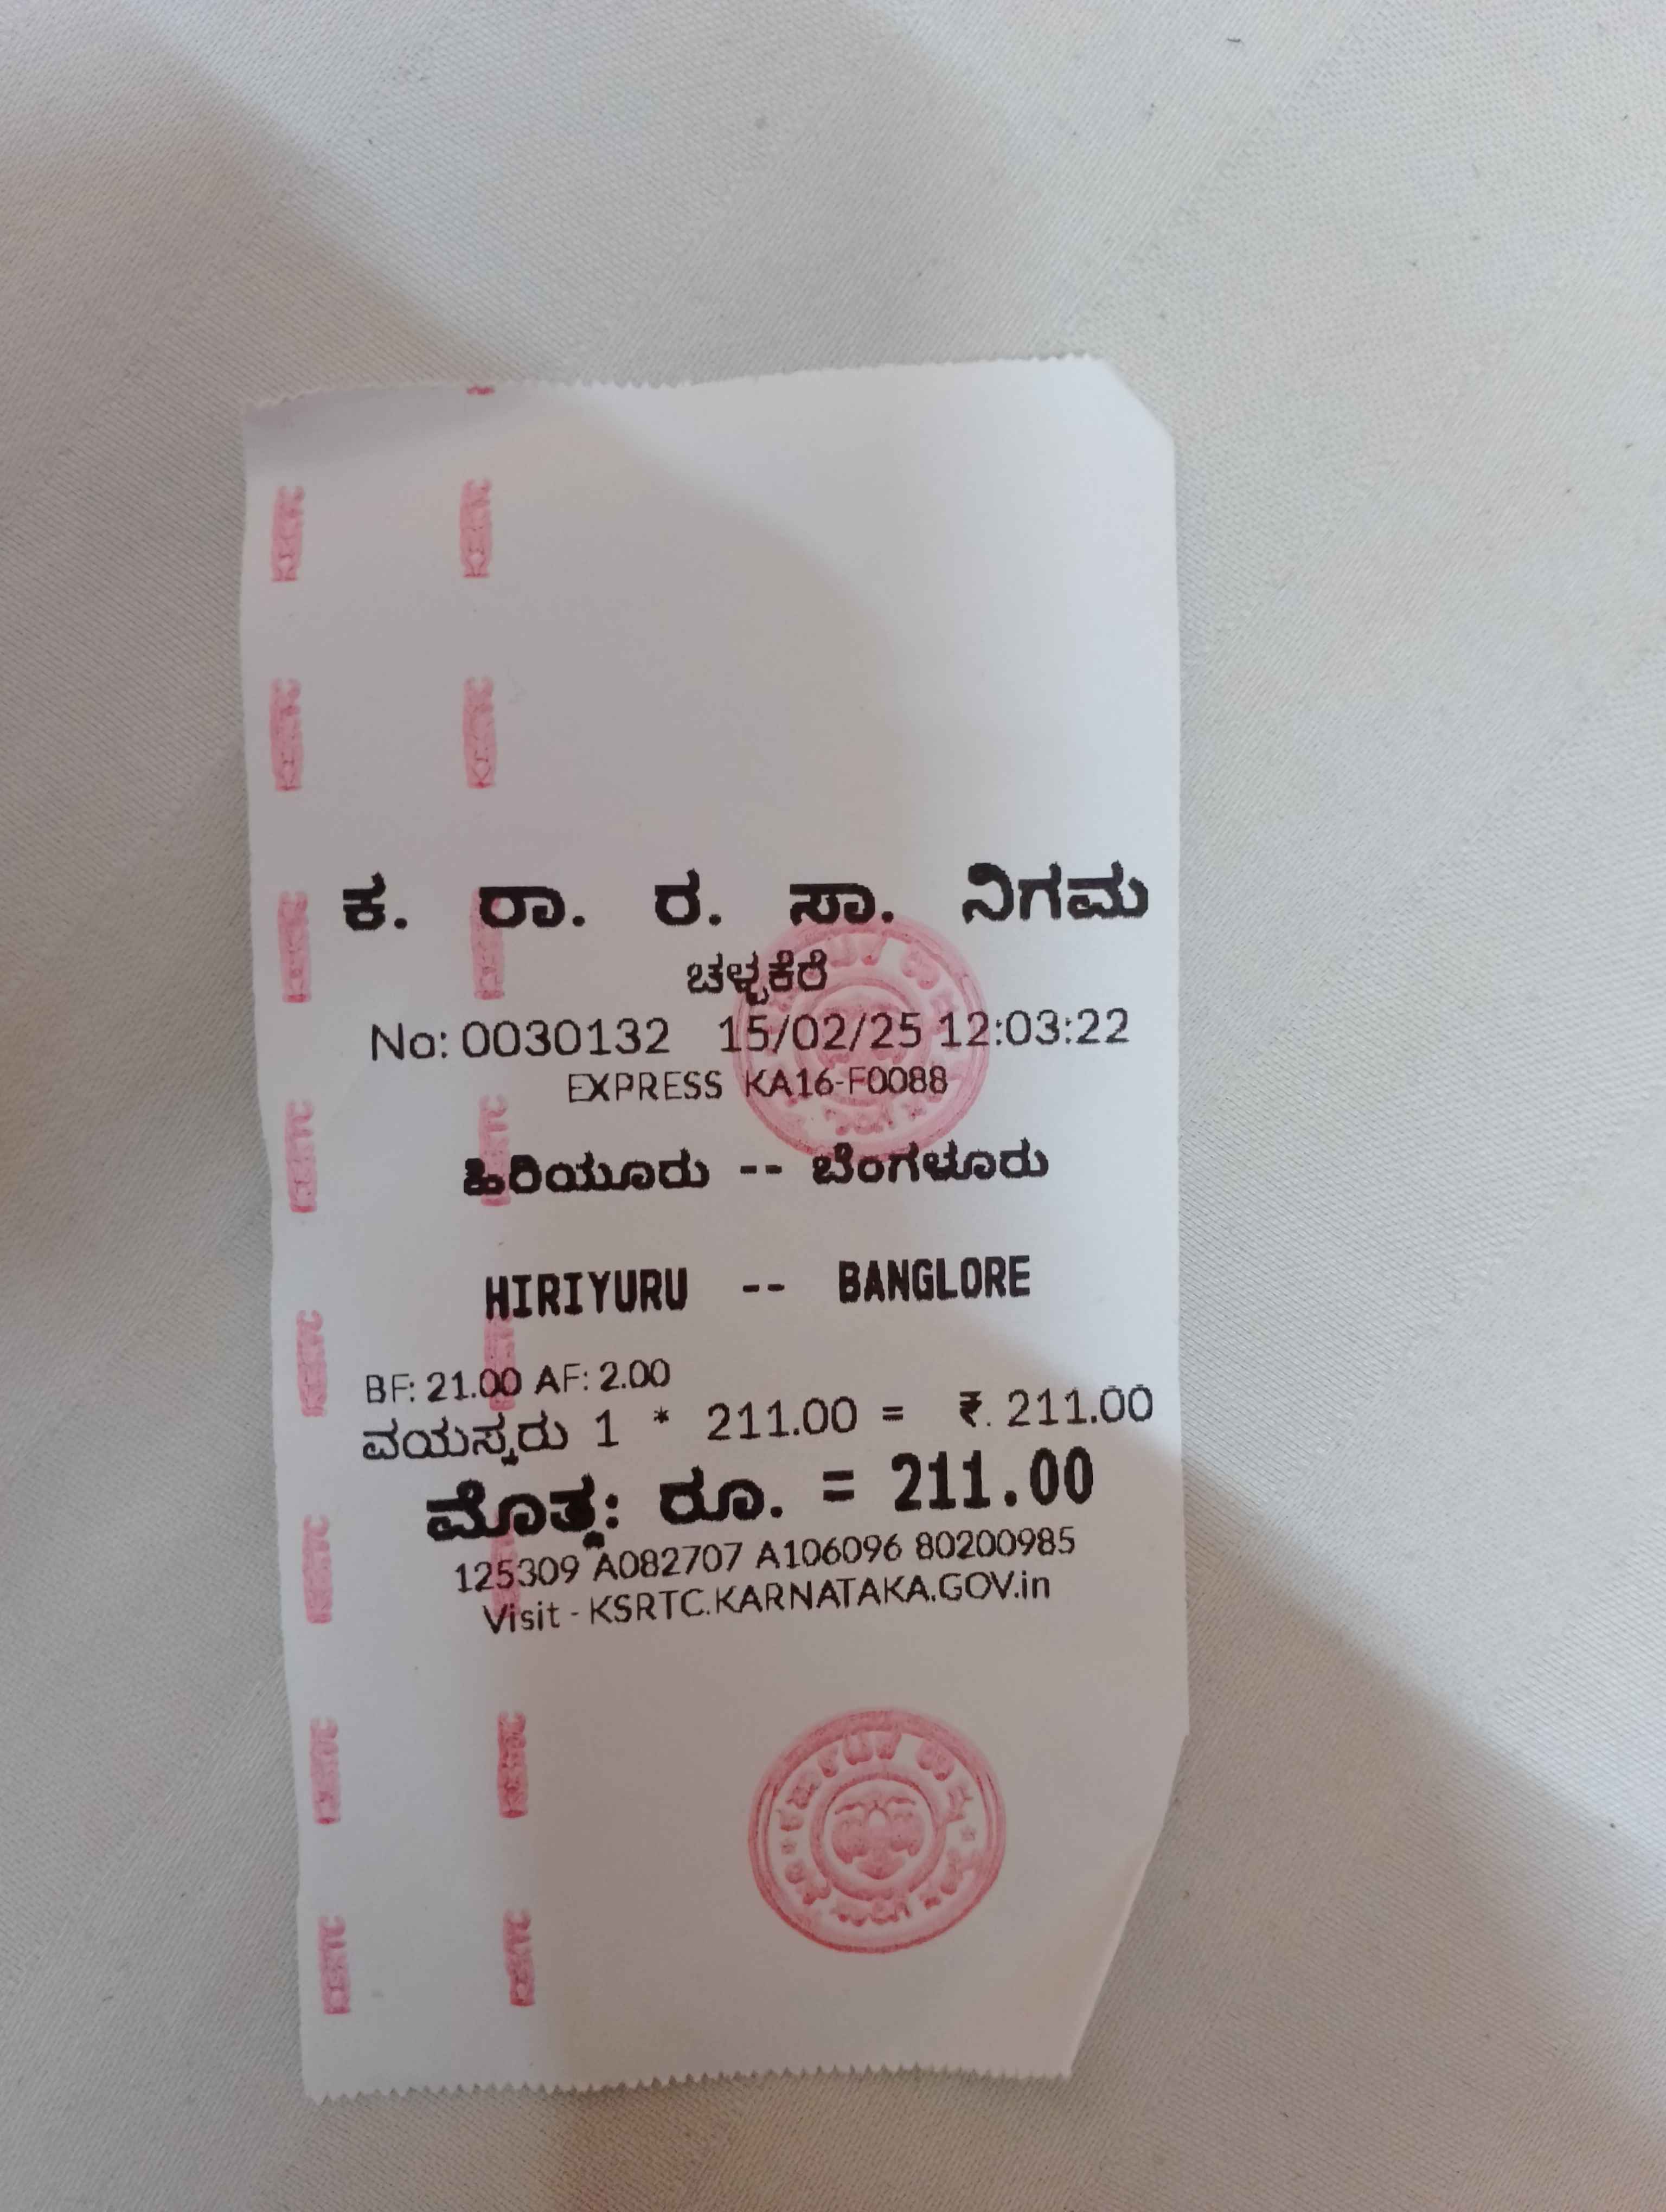 ಕ. ರಾ. ರ. ಸಾ. ನಿಗಮ
ಚಳ್ಳಕೆರೆ
No: 0030132 15/02/25 12:03:22
EXPRESS KA16-F0088
ಹಿರಿಯೂರು -- ಬೆಂಗಳೂರು
HIRIYURU -- BANGLORE
BF: 21.00 AF: 2.00
ವಯಸ್ಕರು 1 * 211.00 = ₹. 211.00
ಮೊತ್ತ: ರೂ. = 211.00
125309 A082707 A106096 80200985
Visit - KSRTC.KARNATAKA.GOV.in